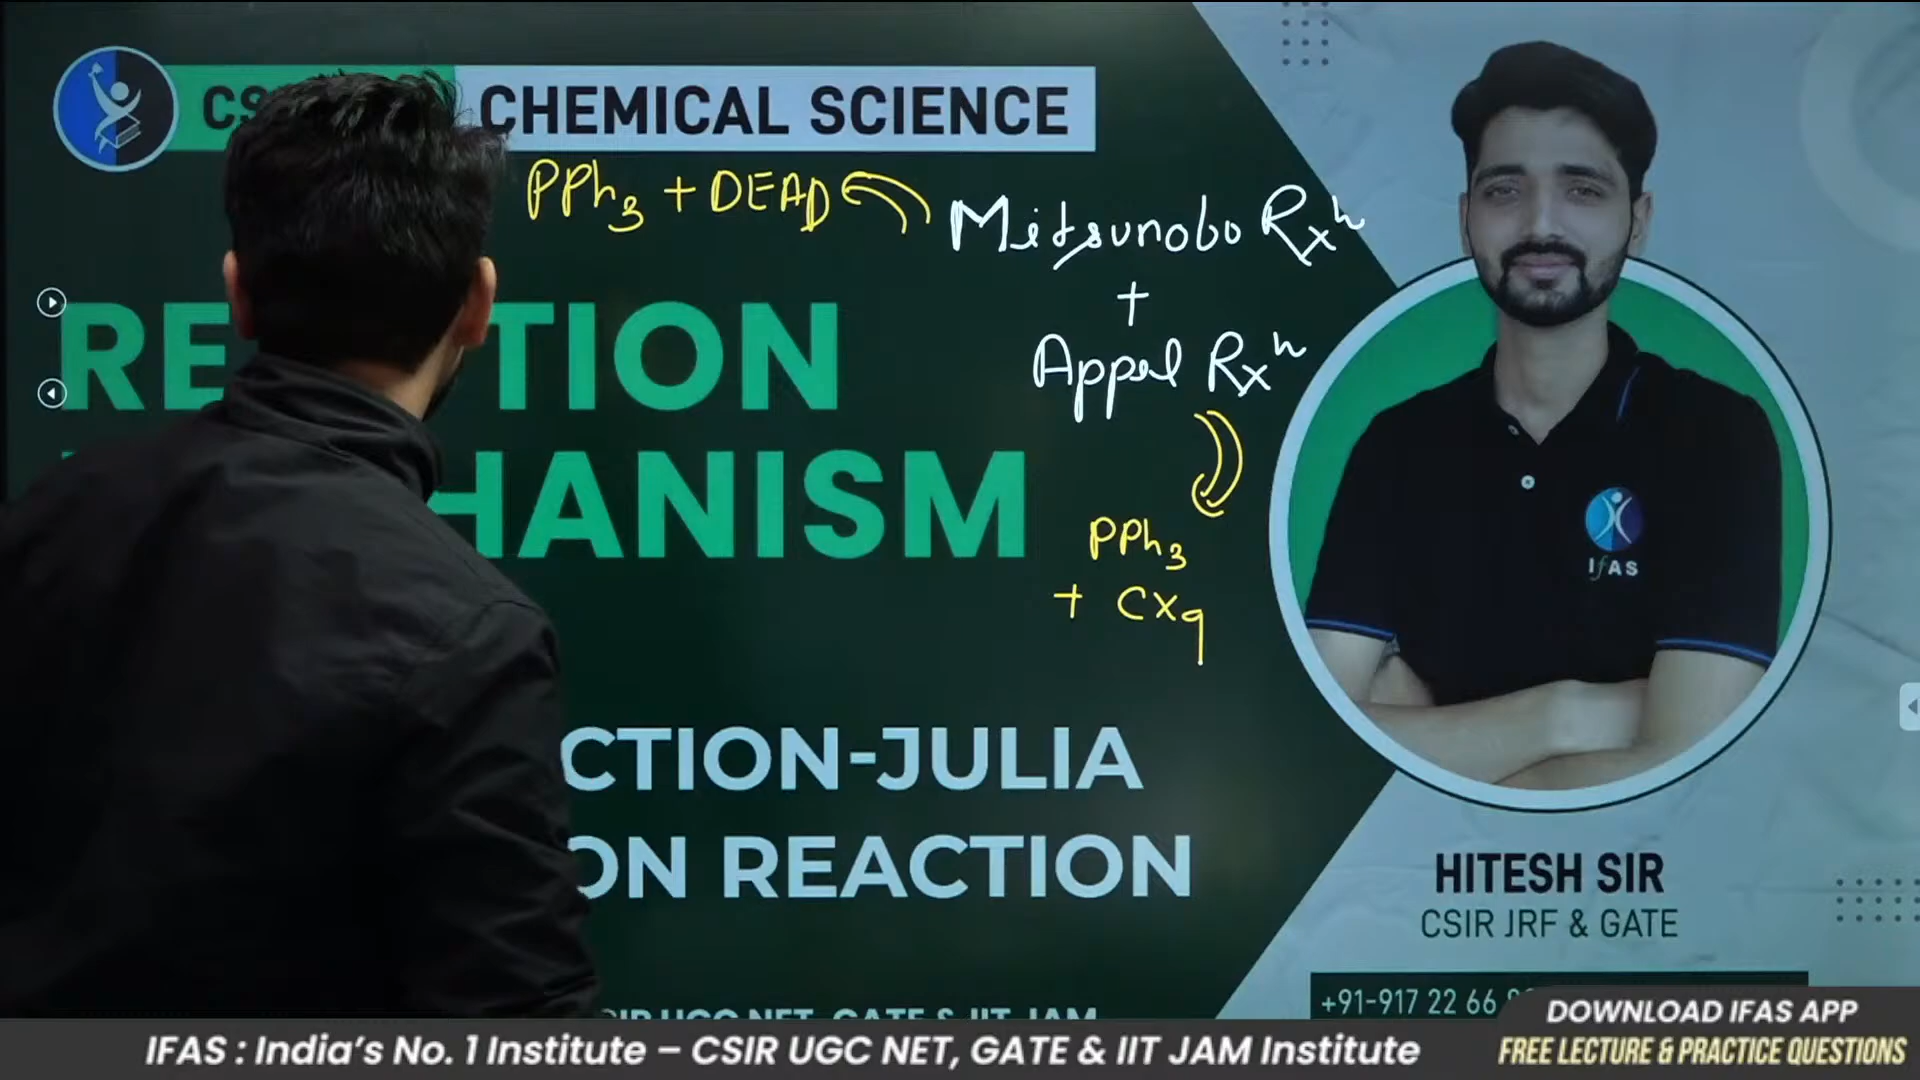 CHEMICAL SCIENCE
PPh3 + DEAD
Mitsunobo Rxn
+
Appel Rxn
PPh3
+ CX4
CTION-JULIA
ON REACTION
IfAS
HITESH SIR
CSIR JRF & GATE
+91-917 22 66
DOWNLOAD IFAS APP
FREE LECTURE & PRACTICE QUESTIONS
IFAS : India's No. 1 Institute – CSIR UGC NET, GATE & IIT JAM Institute